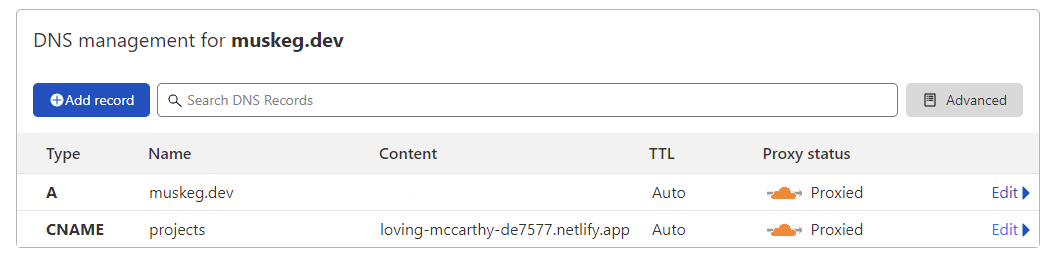 DNS management for muskeg.dev
Add record Search DNS Records Advanced
Type Name Content TTL Proxy status
A muskeg.dev Auto Proxied Edit
CNAME projects loving-mccarthy-de7577.netlify.app Auto Proxied Edit